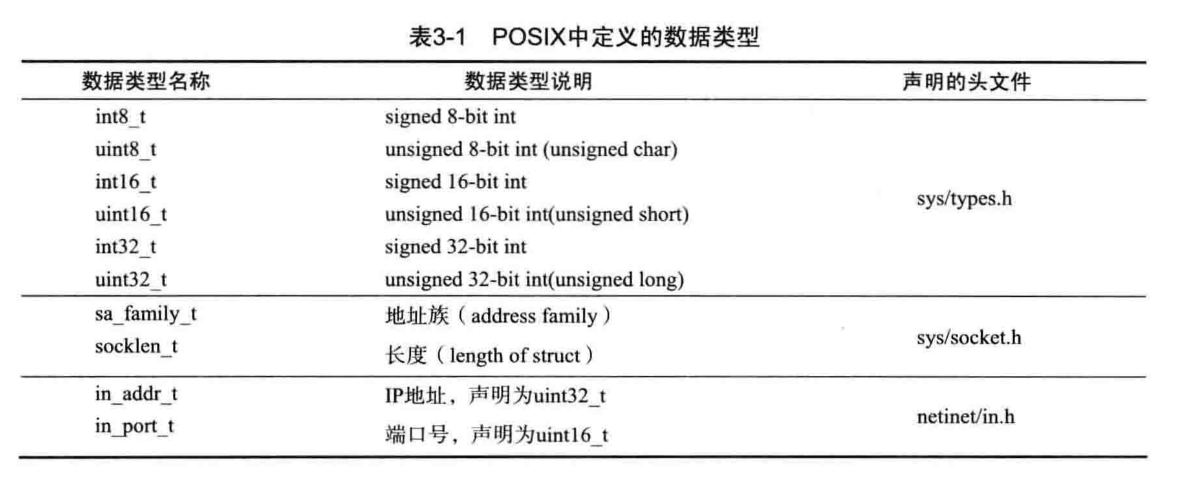 表3-1 POSIX中定义的数据类型
数据类型名称 数据类型说明 声明的头文件
int8_t signed 8-bit int
uint8_t unsigned 8-bit int (unsigned char)
int16_t signed 16-bit int
sys/types.h
uint16_t unsigned 16-bit int(unsigned short)
int32_t signed 32-bit int
uint32_t unsigned 32-bit int(unsigned long)
sa_family_t 地址族（address family）
sys/socket.h
socklen_t 长度（length of struct）
in_addr_t IP地址，声明为uint32_t
netinet/in.h
in_port_t 端口号，声明为uint16_t